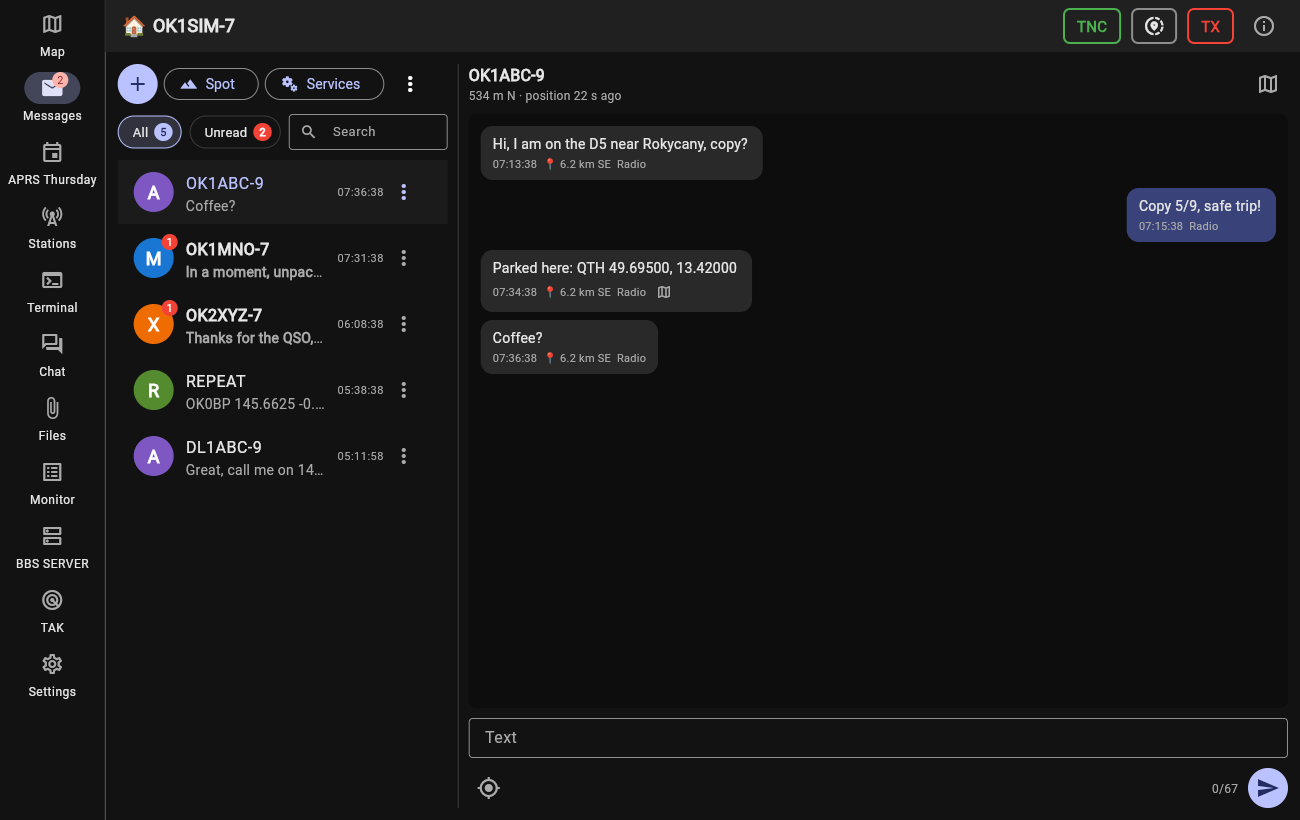 Map
2
Messages
APRS Thursday
Stations
Terminal
Chat
Files
Monitor
BBS SERVER
TAK
Settings
OK1SIM-7
TNC
TX
Spot
Services
All 5
Unread 2
Search
A
OK1ABC-9
07:36:38
Coffee?
M
1
OK1MNO-7
07:31:38
In a moment, unpac...
X
1
OK2XYZ-7
06:08:38
Thanks for the QSO,...
R
REPEAT
05:38:38
OK0BP 145.6625 -0....
A
DL1ABC-9
05:11:58
Great, call me on 14...
OK1ABC-9
534 m N · position 22 s ago
Hi, I am on the D5 near Rokycany, copy?
07:13:38 📍 6.2 km SE Radio
Copy 5/9, safe trip!
07:15:38 Radio
Parked here: QTH 49.69500, 13.42000
07:34:38 📍 6.2 km SE Radio
Coffee?
07:36:38 📍 6.2 km SE Radio
Text
0/67